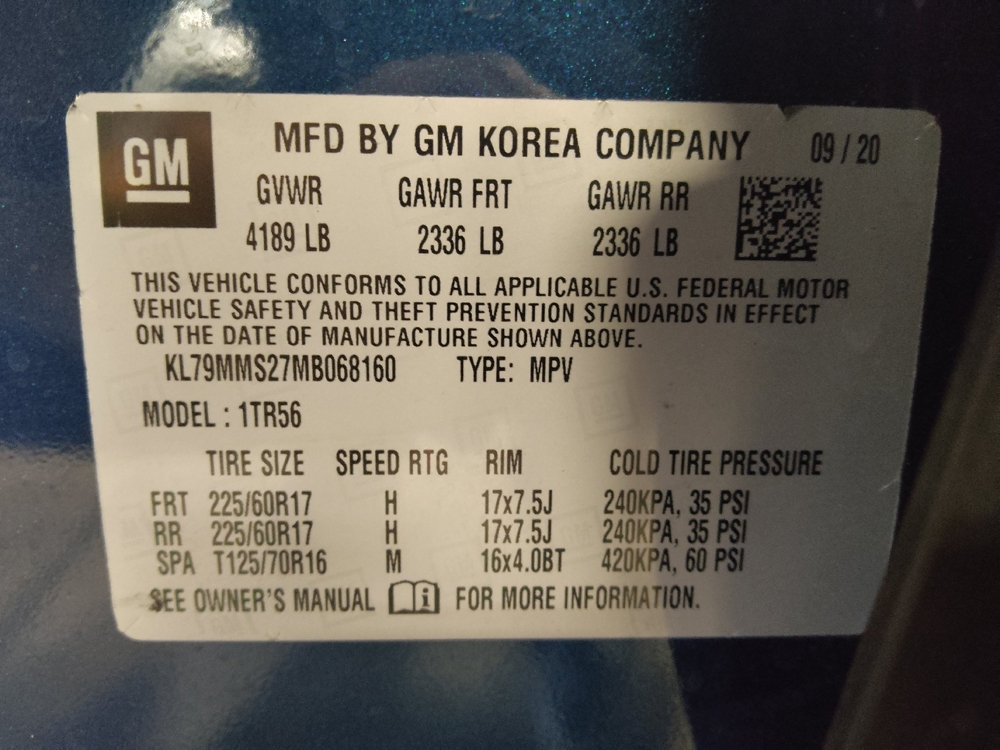 GM MFD BY GM KOREA COMPANY 09 / 20
GVWR GAWR FRT GAWR RR
4189 LB 2336 LB 2336 LB
THIS VEHICLE CONFORMS TO ALL APPLICABLE U.S. FEDERAL MOTOR
VEHICLE SAFETY AND THEFT PREVENTION STANDARDS IN EFFECT
ON THE DATE OF MANUFACTURE SHOWN ABOVE.
KL79MMS27MB068160 TYPE: MPV
MODEL : 1TR56
TIRE SIZE SPEED RTG RIM COLD TIRE PRESSURE
FRT 225/60R17 H 17x7.5J 240KPA, 35 PSI
RR 225/60R17 H 17x7.5J 240KPA, 35 PSI
SPA T125/70R16 M 16x4.0BT 420KPA, 60 PSI
SEE OWNER'S MANUAL i FOR MORE INFORMATION.